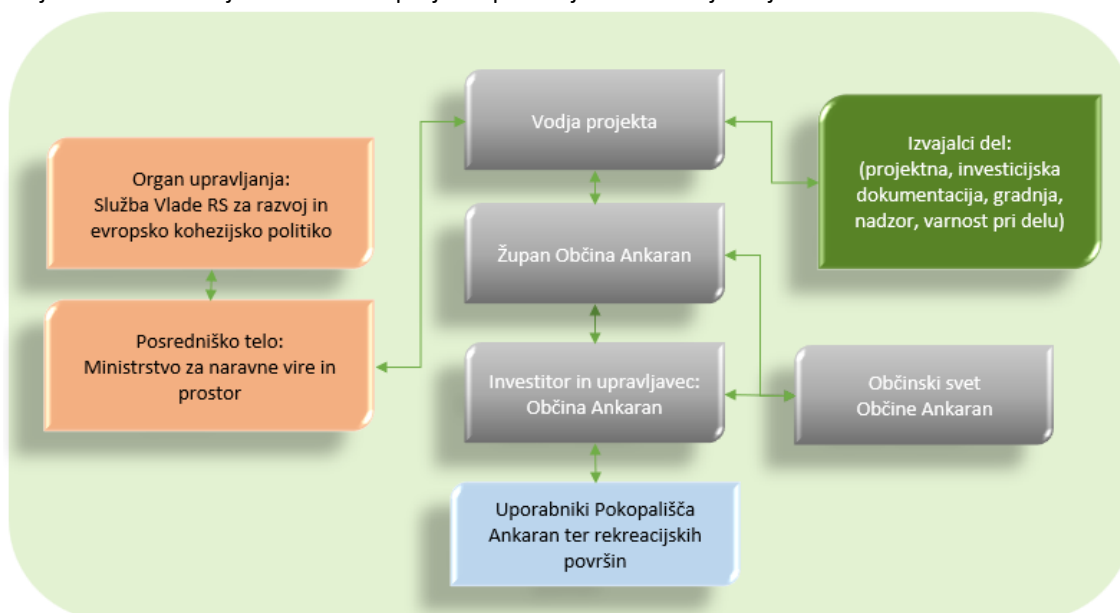 Vodja projekta
Izvajalci del:
(projektna, investicijska
dokumentacija, gradnja,
nadzor, varnost pri delu)
Organ upravljanja:
Služba Vlade RS za razvoj in
evropsko kohezijsko politiko
Župan Občina Ankaran
Posredniško telo:
Ministrstvo za naravne vire in
prostor
Investitor in upravljavec:
Občina Ankaran
Občinski svet
Občine Ankaran
Uporabniki Pokopališča
Ankaran ter rekreacijskih
površin